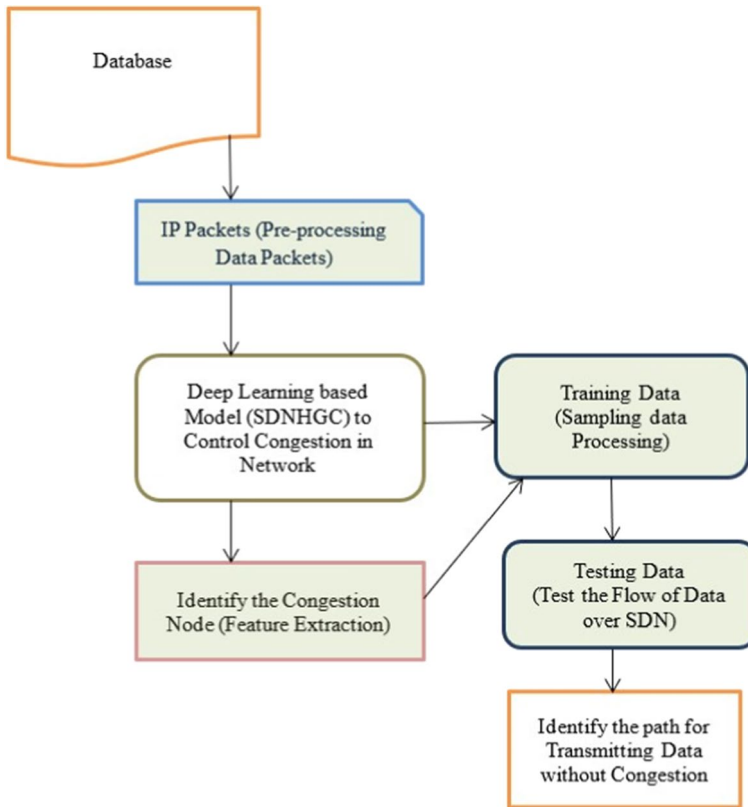 Database
IP Packets (Pre-processing
Data Packets)
Deep Learning based
Model (SDNHGC) to
Control Congestion in
Network
Training Data
(Sampling data
Processing)
Identify the Congestion
Node (Feature Extraction)
Testing Data
(Test the Flow of Data
over SDN)
Identify the path for
Transmitting Data
without Congestion